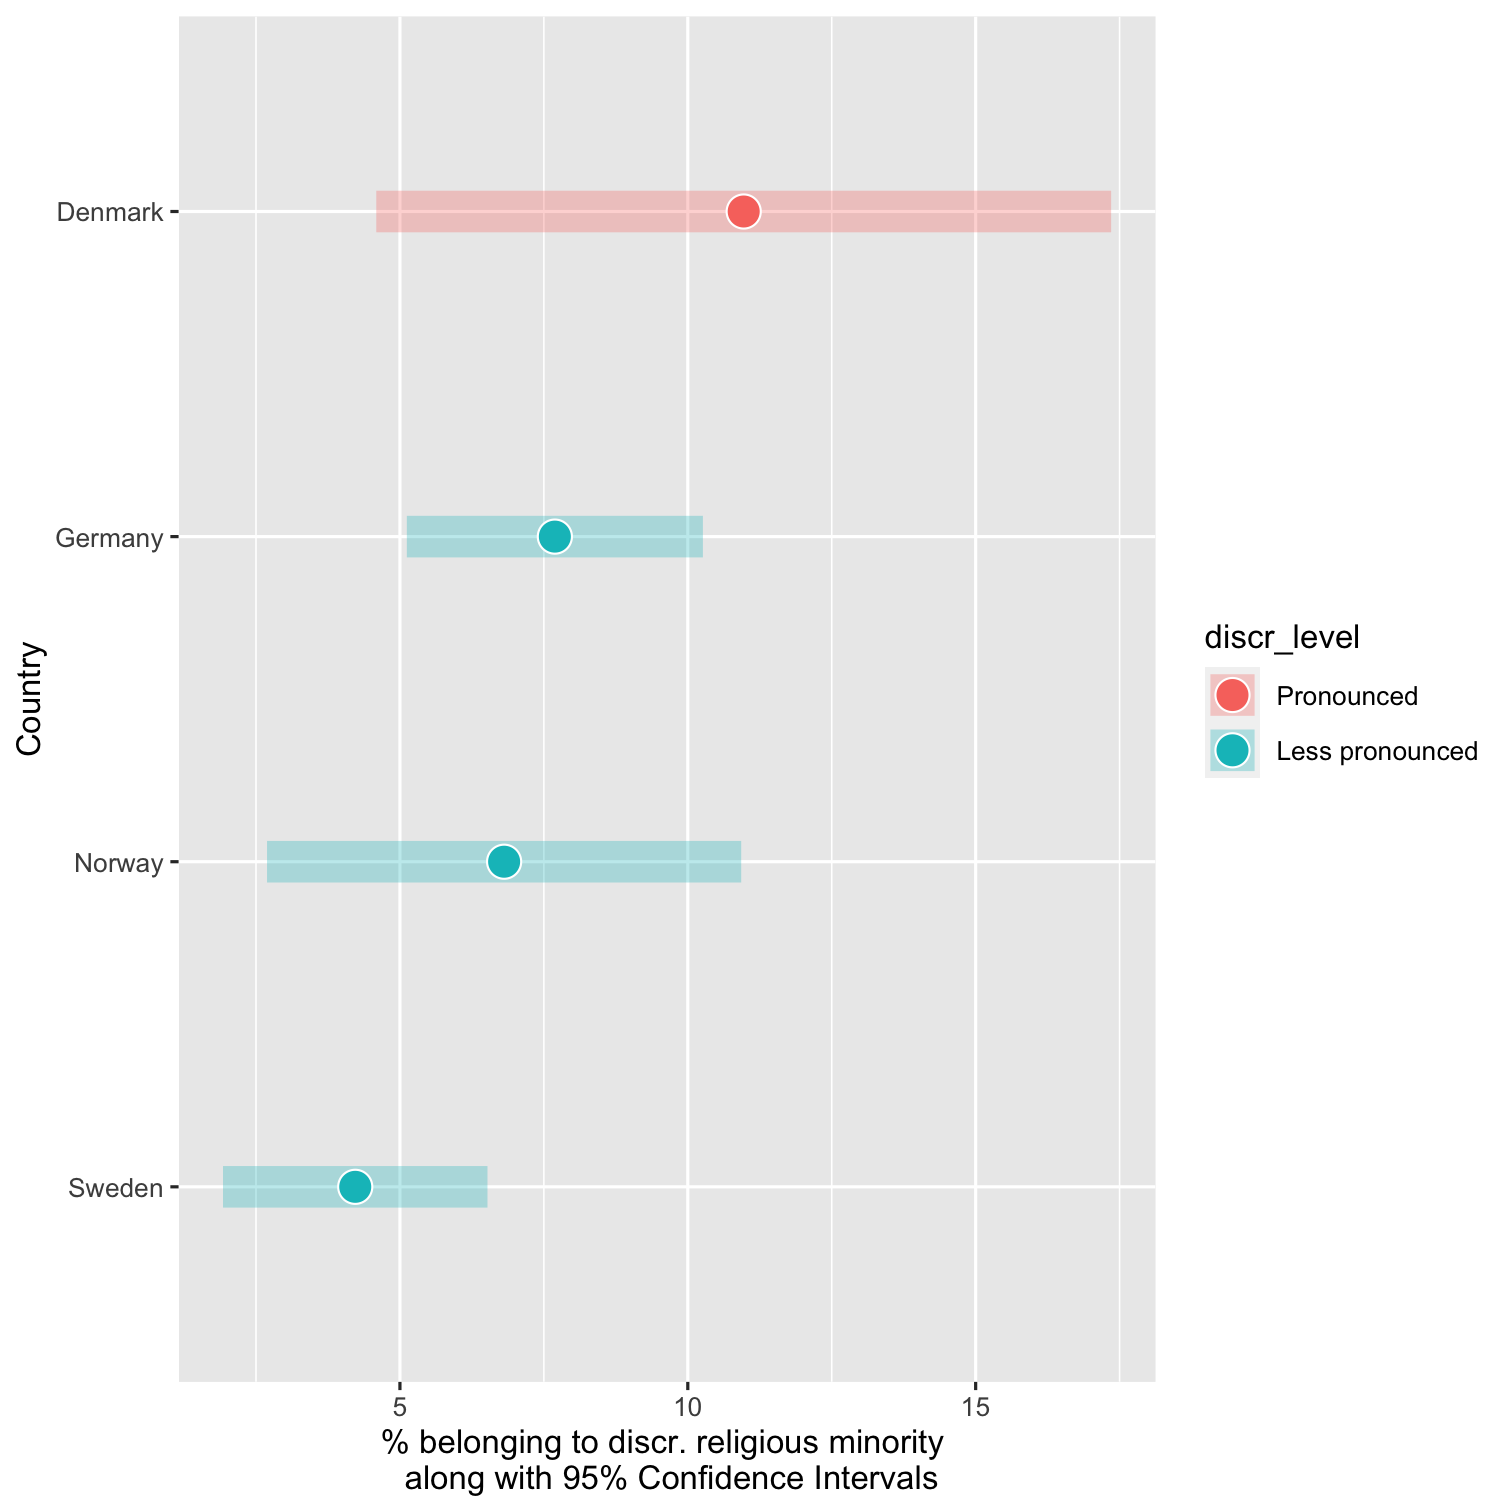 Denmark
Germany
Norway
Sweden
Country
5 10 15
% belonging to discr. religious minority
along with 95% Confidence Intervals
discr_level
Pronounced
Less pronounced